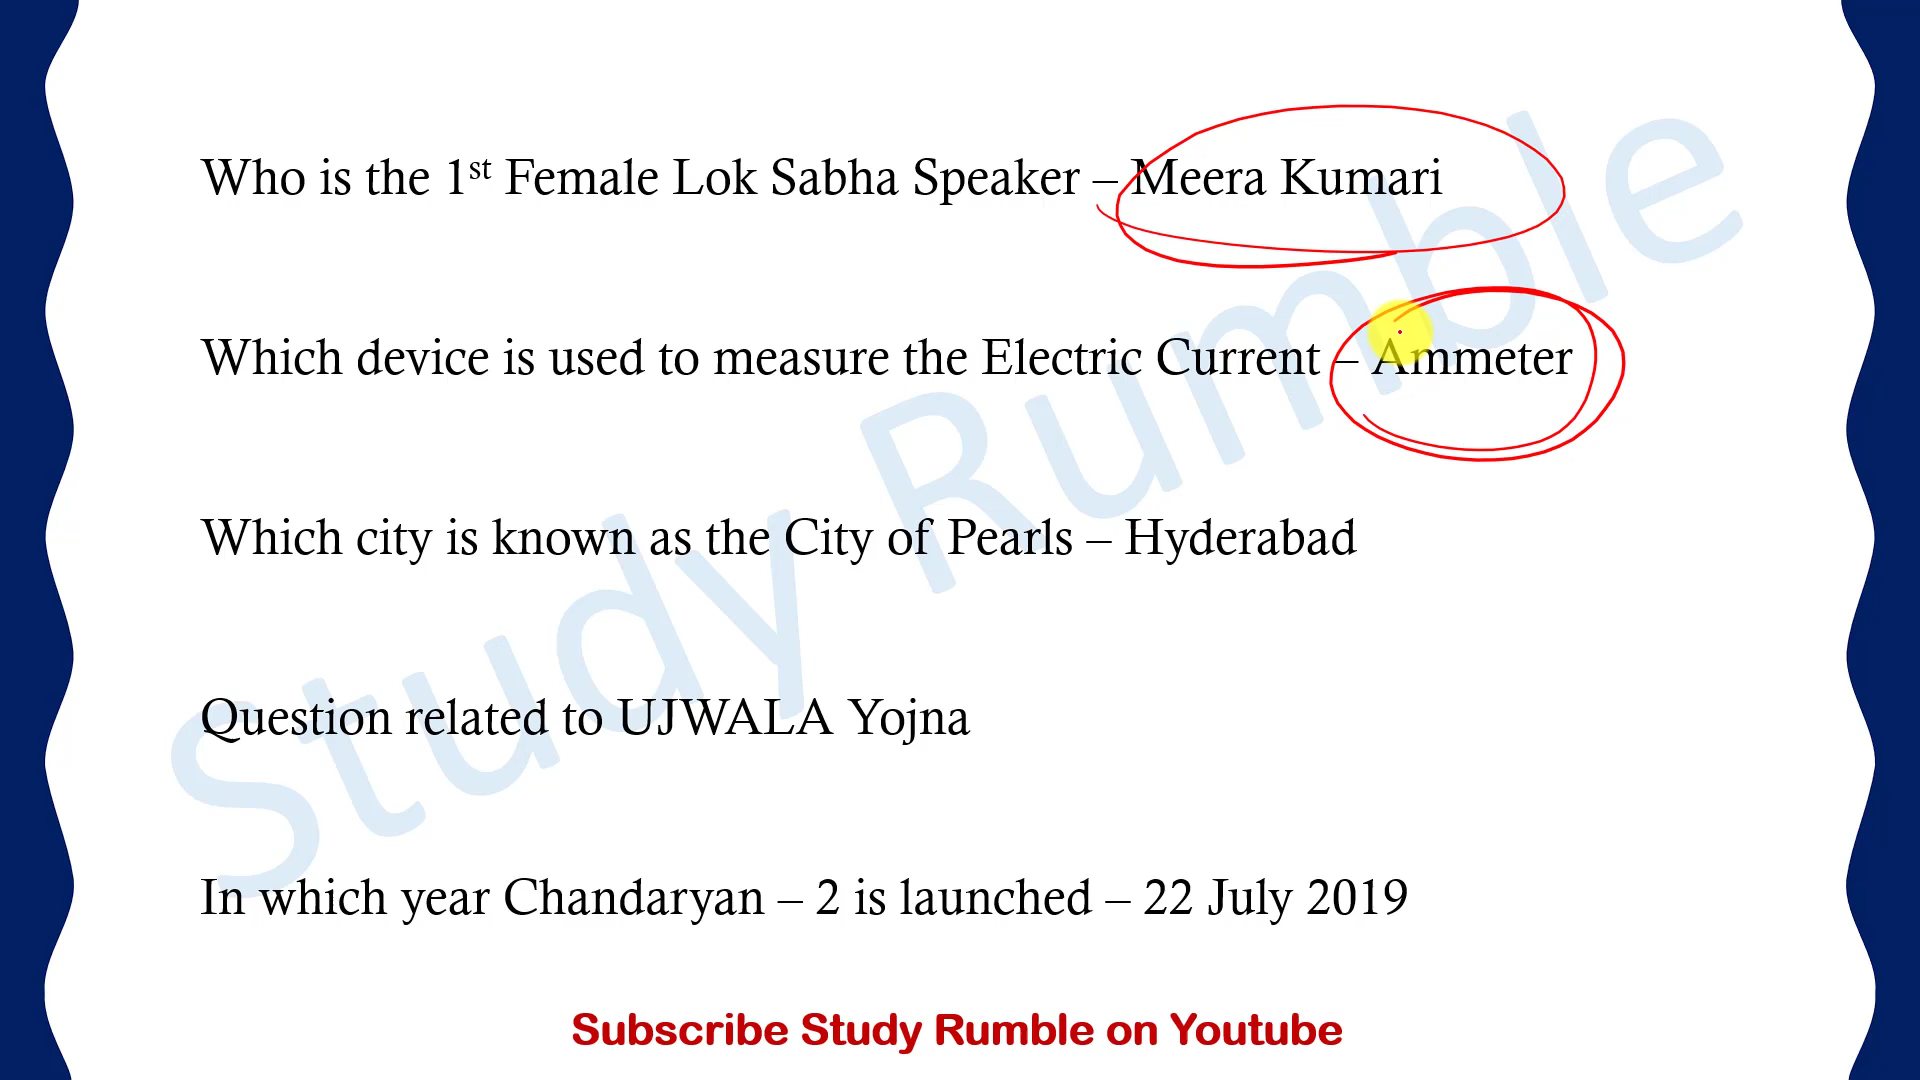 Who is the 1st Female Lok Sabha Speaker – Meera Kumari
Which device is used to measure the Electric Current – Ammeter
Which city is known as the City of Pearls – Hyderabad
Question related to UJWALA Yojna
In which year Chandaryan – 2 is launched – 22 July 2019
Subscribe Study Rumble on Youtube
Study Rumble